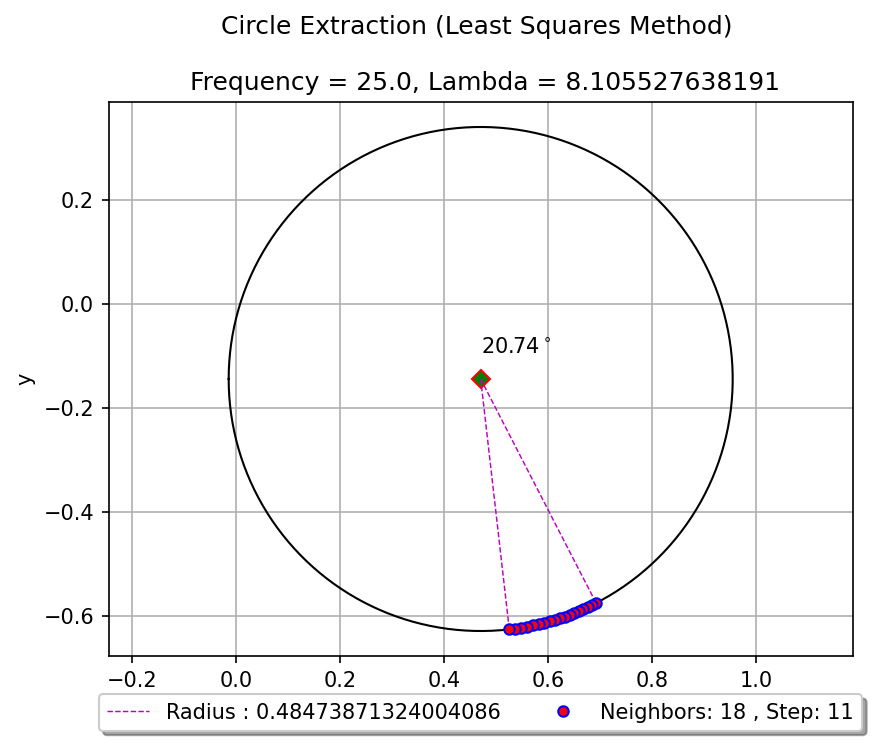 Circle Extraction (Least Squares Method)
Frequency = 25.0, Lambda = 8.105527638191
0.2
0.0
−0.2
−0.4
−0.6
y
20.74°
−0.2 0.0 0.2 0.4 0.6 0.8 1.0
Radius : 0.48473871324004086 Neighbors: 18 , Step: 11